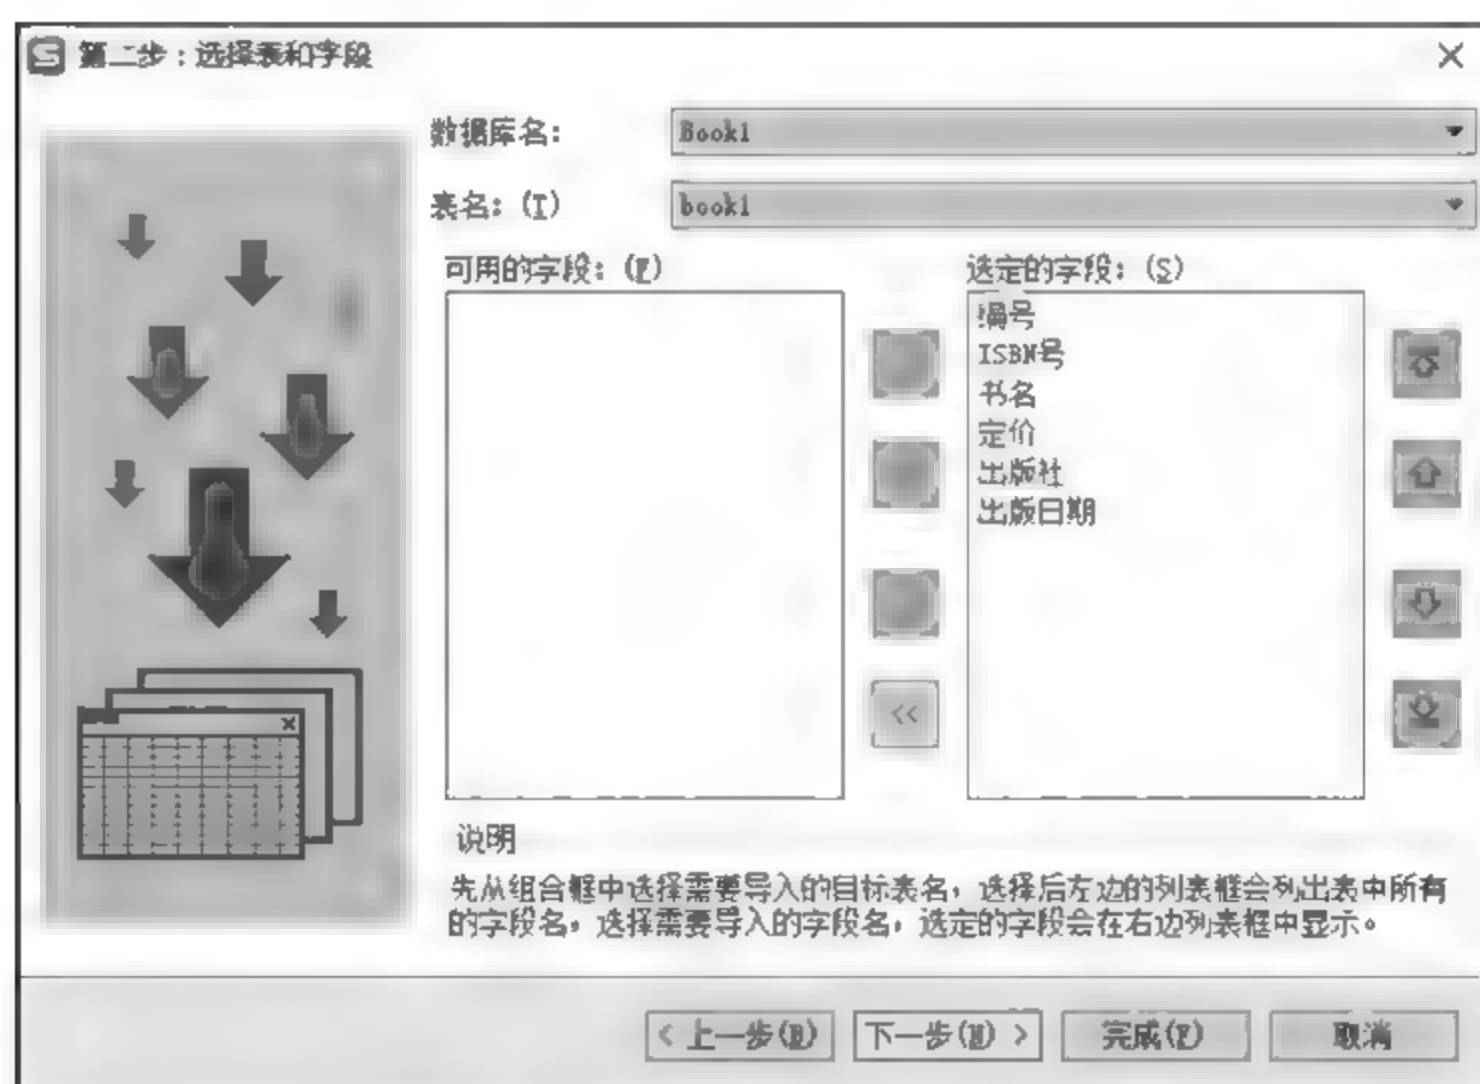 第二步：选择表和字段
数据库名：
Book1
表名：(T)
book1
可用的字段：(F)
选定的字段：(S)
编号
ISBN号
书名
定价
出版社
出版日期
<<
说明
先从组合框中选择需要导入的目标表名，选择后左边的列表框会列出表中所有
的字段名，选择需要导入的字段名，选定的字段会在右边列表框中显示。
< 上一步(B)
下一步(N) >
完成(F)
取消